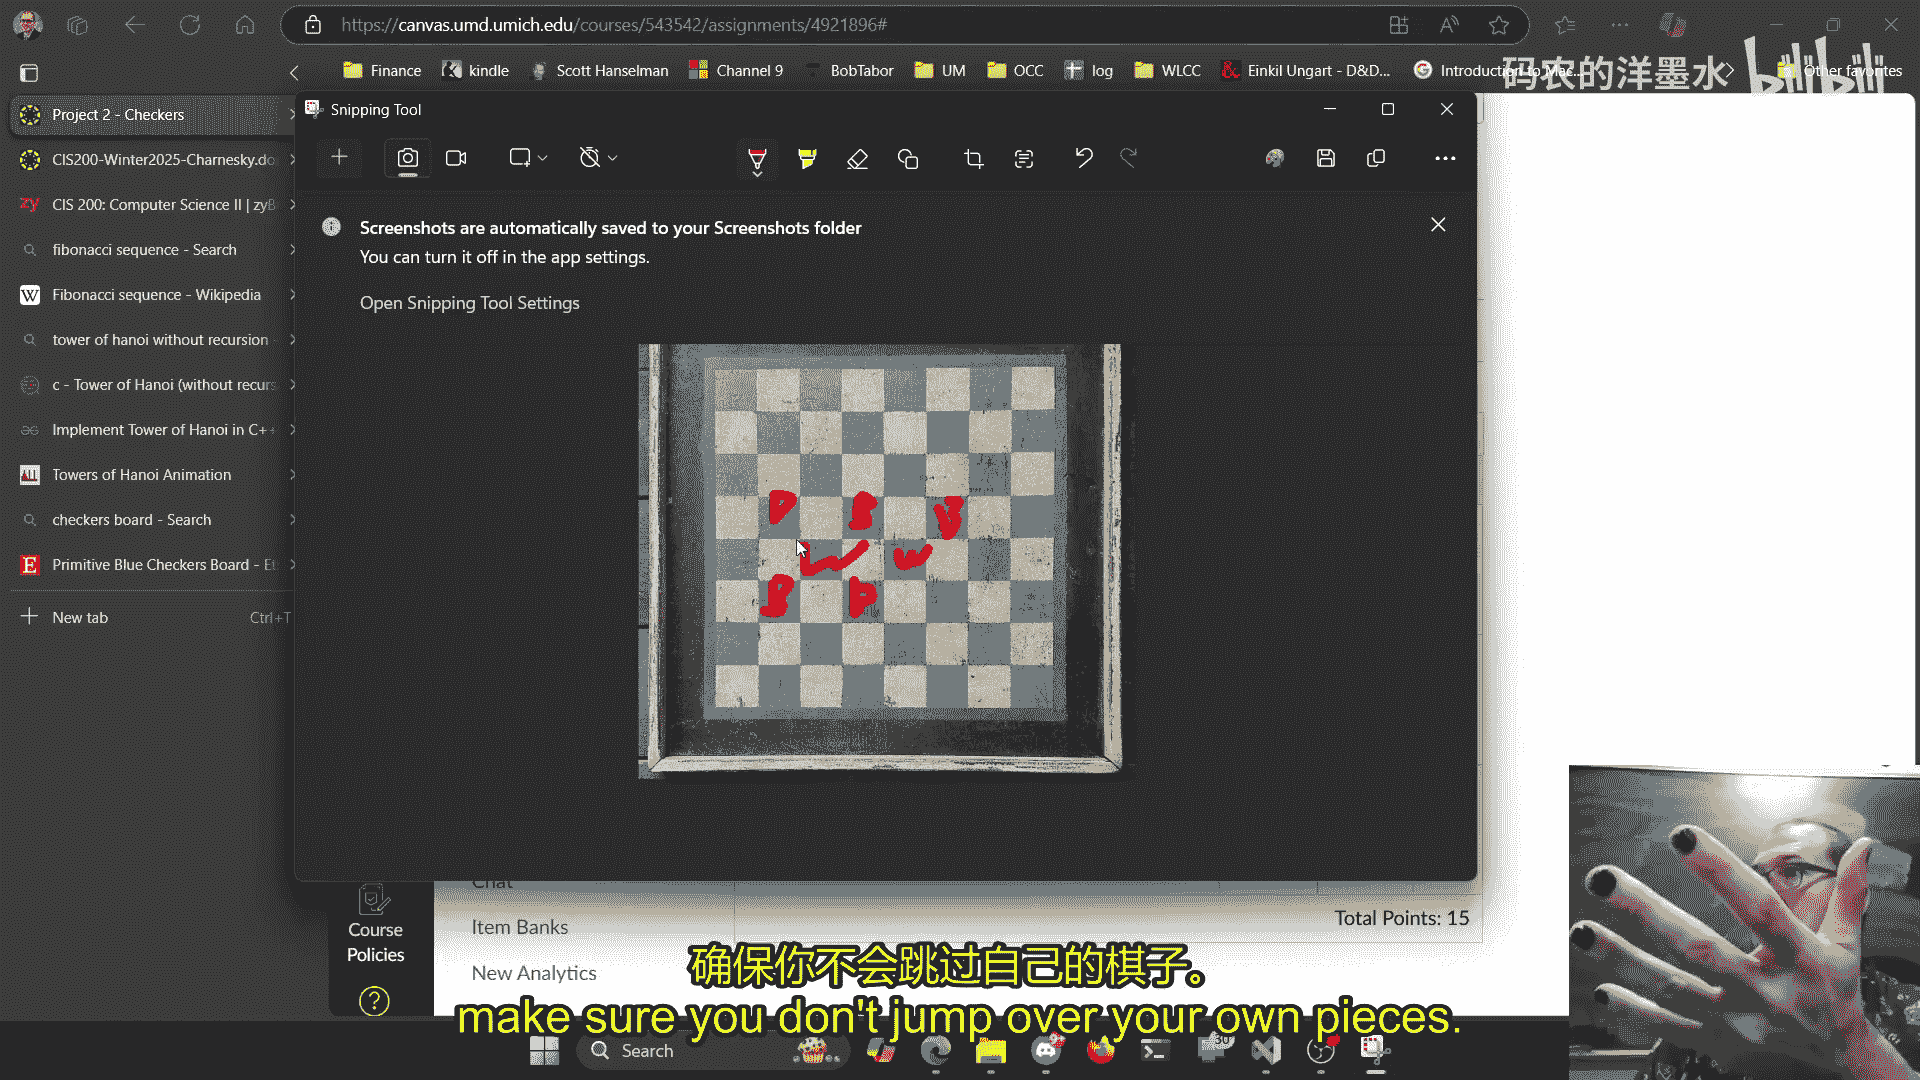 https://canvas.umd.umich.edu/courses/543542/assignments/4921896#
Finance
kindle
Scott Hanselman
Channel 9
BobTabor
UM
OCC
log
WLCC
Einkil Ungart - D&D...
Introduction to Mac...
Other favorites
码农的洋墨水
bilibili
Project 2 - Checkers
CIS200-Winter2025-Charnesky.do
CIS 200: Computer Science II | zyB
fibonacci sequence - Search
Fibonacci sequence - Wikipedia
tower of hanoi without recursion
c - Tower of Hanoi (without recurs
Implement Tower of Hanoi in C+
Towers of Hanoi Animation
checkers board - Search
Primitive Blue Checkers Board - Et
New tab
Ctrl+T
Snipping Tool
Screenshots are automatically saved to your Screenshots folder
You can turn it off in the app settings.
Open Snipping Tool Settings
B
W w
Chat
Item Banks
New Analytics
Course
Policies
Total Points: 15
确保你不会跳过自己的棋子。
make sure you don't jump over your own pieces.
Search